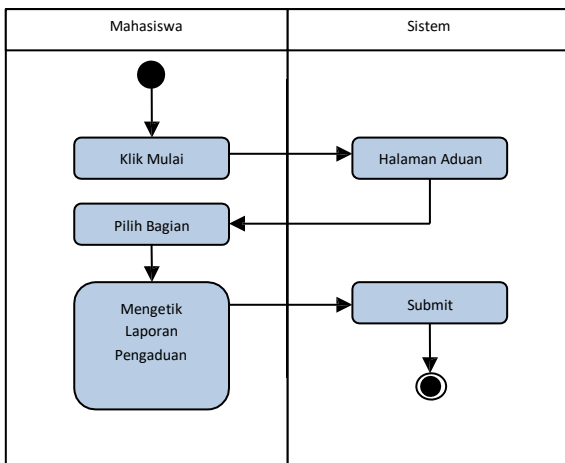 Mahasiswa
Sistem
Klik Mulai
Halaman Aduan
Pilih Bagian
Mengetik
Laporan
Pengaduan
Submit